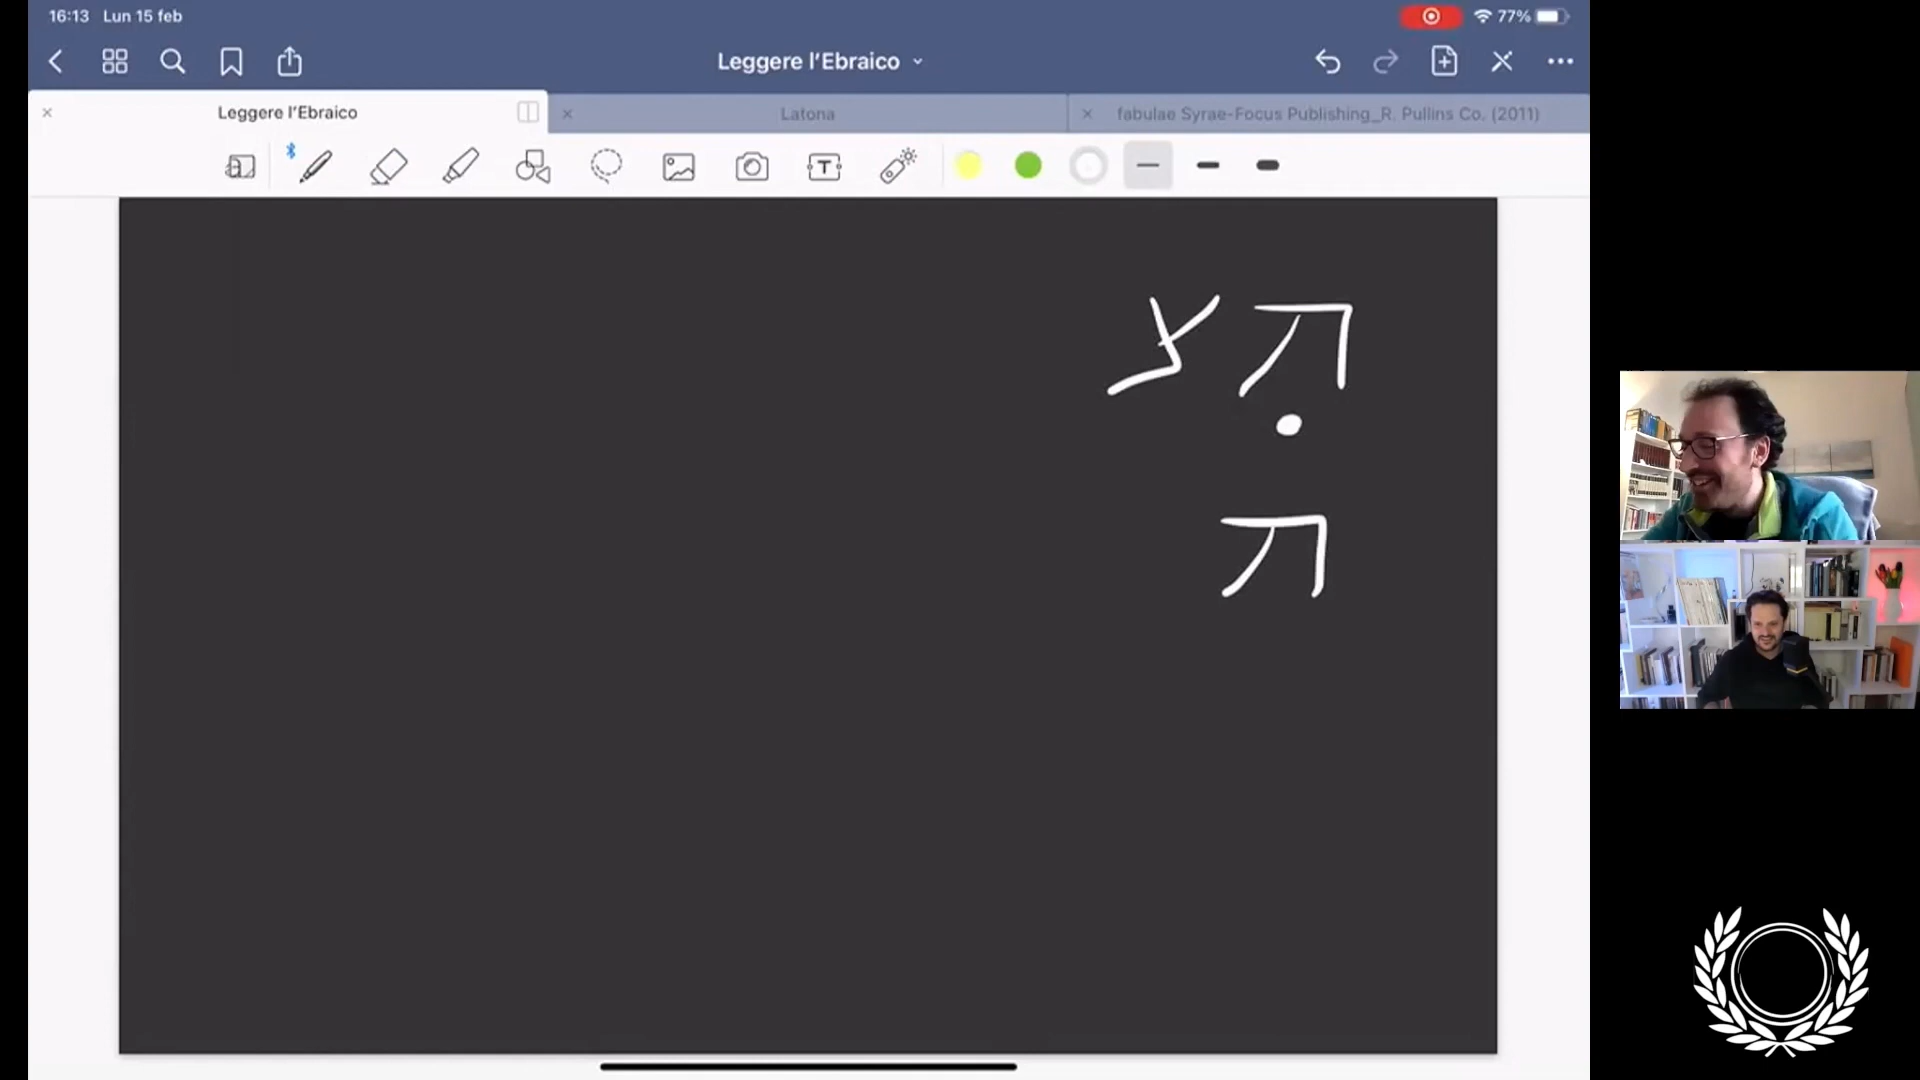 16:13 Lun 15 feb 77%
Leggere l'Ebraico
Leggere l'Ebraico Latona fabulae Syrae-Focus Publishing_R. Pullins Co. (2011)
תִצ
ת